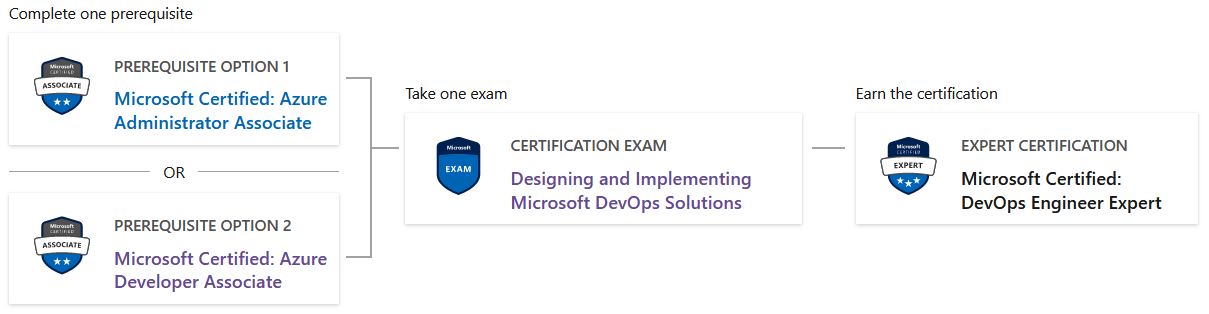 Complete one prerequisite
Microsoft
CERTIFIED
ASSOCIATE
PREREQUISITE OPTION 1
Microsoft Certified: Azure
Administrator Associate
OR
Microsoft
CERTIFIED
ASSOCIATE
PREREQUISITE OPTION 2
Microsoft Certified: Azure
Developer Associate
Take one exam
Microsoft
EXAM
CERTIFICATION EXAM
Designing and Implementing
Microsoft DevOps Solutions
Earn the certification
Microsoft
CERTIFIED
EXPERT
EXPERT CERTIFICATION
Microsoft Certified:
DevOps Engineer Expert